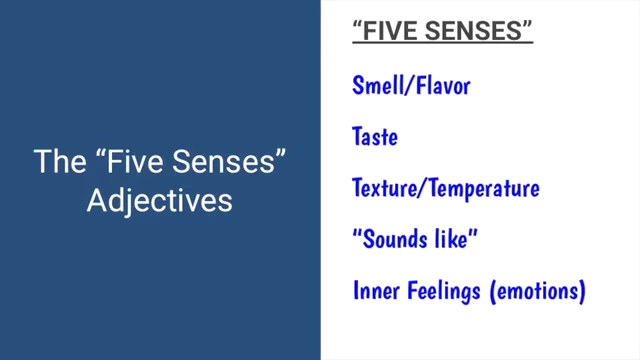 The “Five Senses”
Adjectives
“FIVE SENSES”
Smell/Flavor
Taste
Texture/Temperature
“Sounds like”
Inner Feelings (emotions)